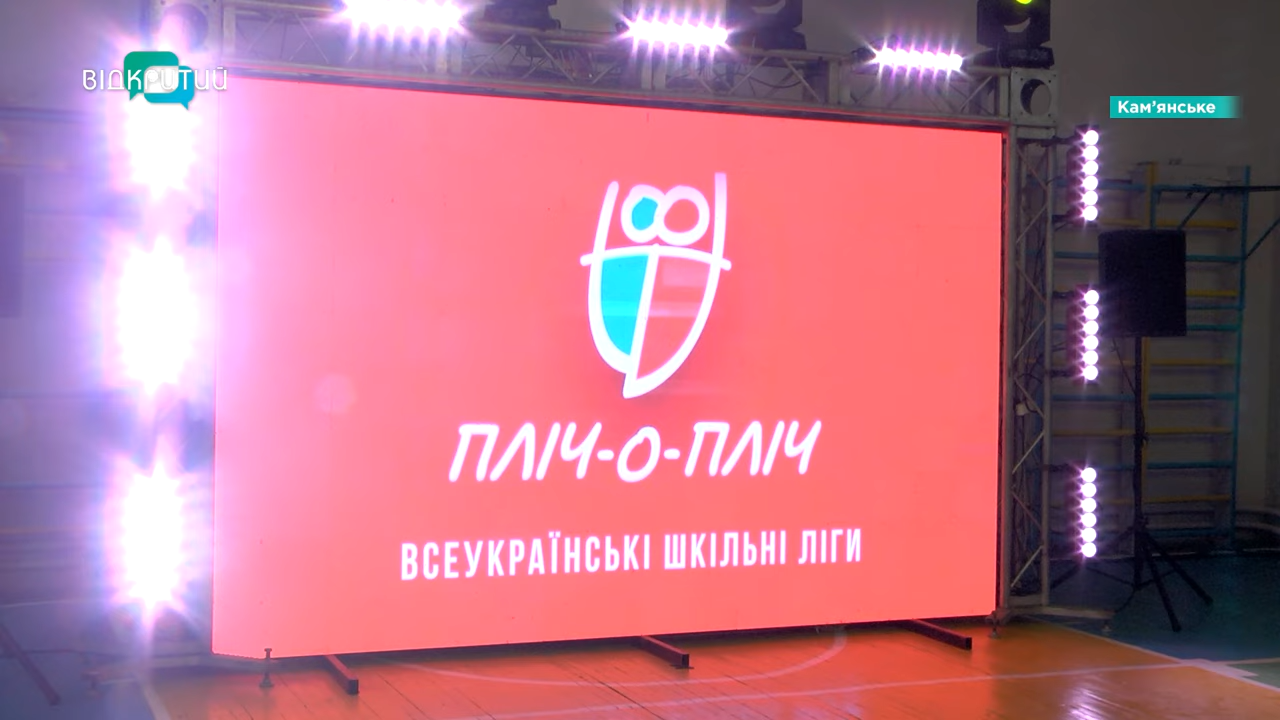 ВІДКРИТИЙ
Кам'янське
ПЛІЧ-О-ПЛІЧ
ВСЕУКРАЇНСЬКІ ШКІЛЬНІ ЛІГИ